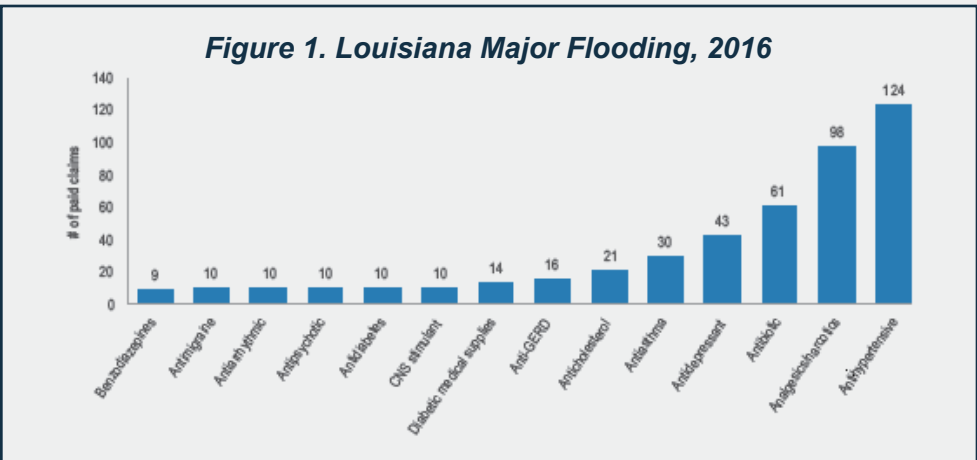 Figure 1. Louisiana Major Flooding, 2016
140
120
100
80
60
40
20
0
# of paid claims
9
10
10
10
10
10
14
16
21
30
43
61
98
124
Benzodiazepines
Antimigraine
Antiarrhythmic
Antipsychotic
Antidiabetes
CNS stimulant
Diabetic medical supplies
Anti-GERD
Anticholesterol
Antiasthma
Antidepressant
Antibiotic
Analgesics/narcotics
Antihypertensive